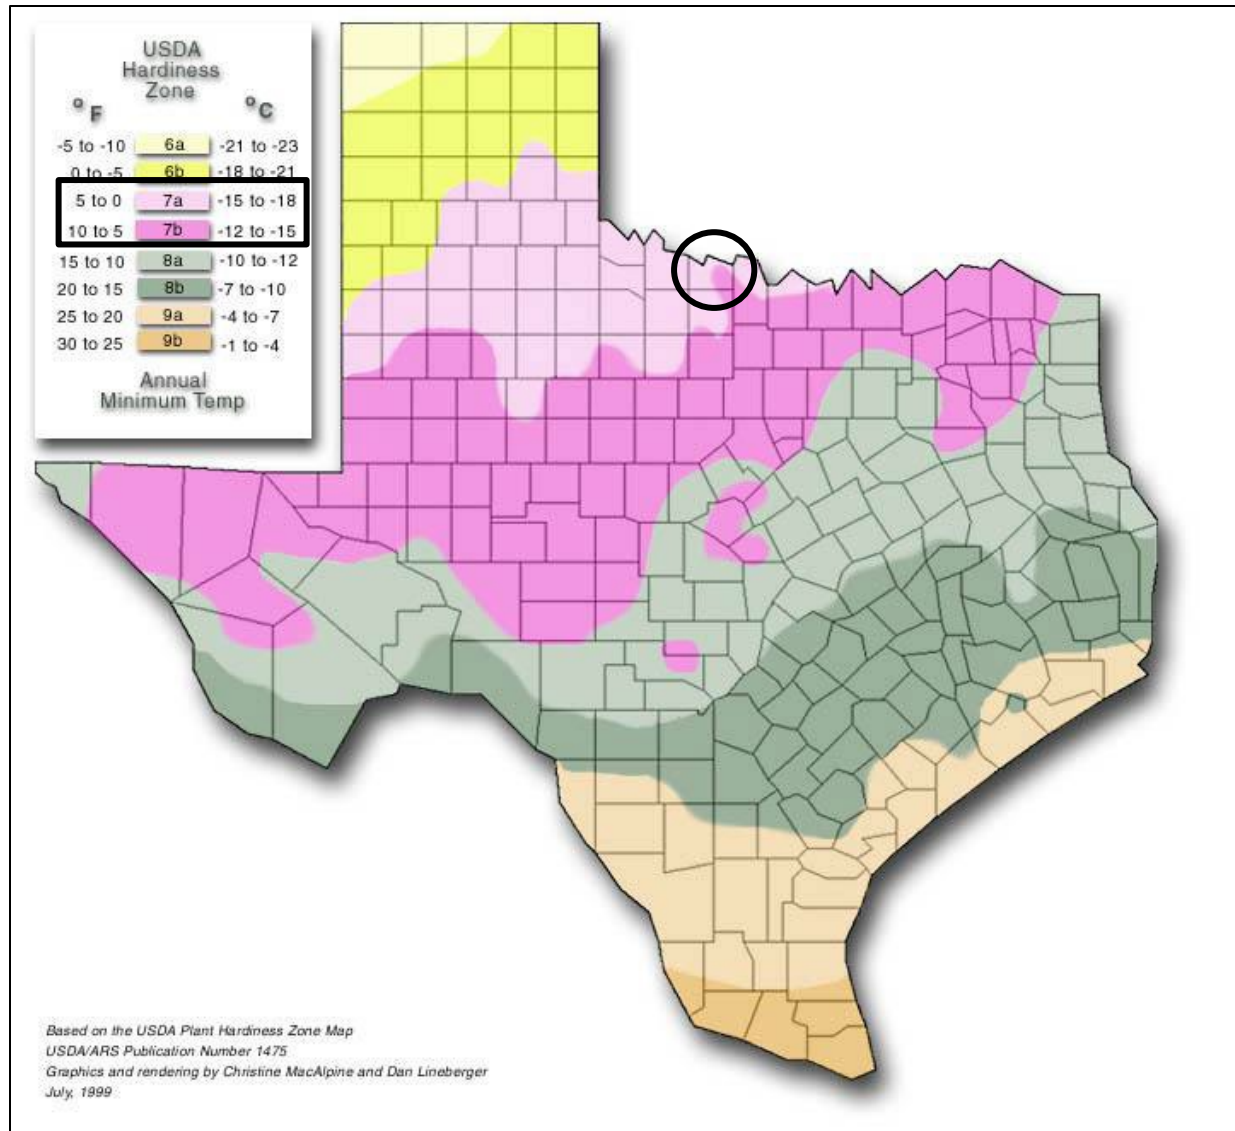 USDA
Hardiness
Zone
° F
° C
-5 to -10 6a -21 to -23
0 to -5 6b -18 to -21
5 to 0 7a -15 to -18
10 to 5 7b -12 to -15
15 to 10 8a -10 to -12
20 to 15 8b -7 to -10
25 to 20 9a -4 to -7
30 to 25 9b -1 to -4
Annual
Minimum Temp
Based on the USDA Plant Hardiness Zone Map
USDA/ARS Publication Number 1475
Graphics and rendering by Christine MacAlpine and Dan Lineberger
July, 1999